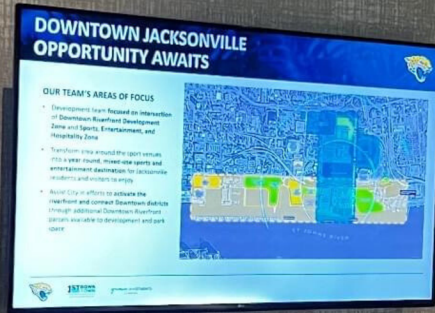 DOWNTOWN JACKSONVILLE
OPPORTUNITY AWAITS
OUR TEAM'S AREAS OF FOCUS
• Development team focused on intersection
of Downtown Riverfront Development
Zone and Sports, Entertainment, and
Hospitality Zone
• Transform area around the sport venues
into a year-round, mixed-use sports and
entertainment destination for Jacksonville
residents and visitors to enjoy
• Assist City in efforts to activate the
riverfront and connect Downtown districts
through additional Downtown Riverfront
parcels available to development and park
space
ST JOHNS RIVER
1ST DOWN